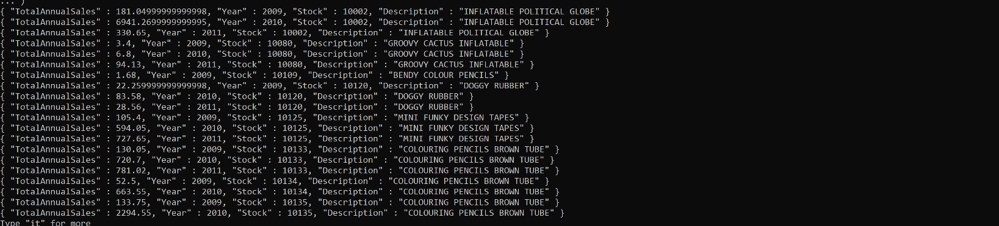 ... )
{ "TotalAnnualSales" : 181.04999999999998, "Year" : 2009, "Stock" : 10002, "Description" : "INFLATABLE POLITICAL GLOBE" }
{ "TotalAnnualSales" : 6941.2699999999995, "Year" : 2010, "Stock" : 10002, "Description" : "INFLATABLE POLITICAL GLOBE" }
{ "TotalAnnualSales" : 330.65, "Year" : 2011, "Stock" : 10002, "Description" : "INFLATABLE POLITICAL GLOBE" }
{ "TotalAnnualSales" : 3.4, "Year" : 2009, "Stock" : 10080, "Description" : "GROOVY CACTUS INFLATABLE" }
{ "TotalAnnualSales" : 6.8, "Year" : 2010, "Stock" : 10080, "Description" : "GROOVY CACTUS INFLATABLE" }
{ "TotalAnnualSales" : 94.13, "Year" : 2011, "Stock" : 10080, "Description" : "GROOVY CACTUS INFLATABLE" }
{ "TotalAnnualSales" : 1.68, "Year" : 2009, "Stock" : 10109, "Description" : "BENDY COLOUR PENCILS" }
{ "TotalAnnualSales" : 22.259999999999998, "Year" : 2009, "Stock" : 10120, "Description" : "DOGGY RUBBER" }
{ "TotalAnnualSales" : 83.58, "Year" : 2010, "Stock" : 10120, "Description" : "DOGGY RUBBER" }
{ "TotalAnnualSales" : 28.56, "Year" : 2011, "Stock" : 10120, "Description" : "DOGGY RUBBER" }
{ "TotalAnnualSales" : 105.4, "Year" : 2009, "Stock" : 10125, "Description" : "MINI FUNKY DESIGN TAPES" }
{ "TotalAnnualSales" : 594.05, "Year" : 2010, "Stock" : 10125, "Description" : "MINI FUNKY DESIGN TAPES" }
{ "TotalAnnualSales" : 727.65, "Year" : 2011, "Stock" : 10125, "Description" : "MINI FUNKY DESIGN TAPES" }
{ "TotalAnnualSales" : 130.05, "Year" : 2009, "Stock" : 10133, "Description" : "COLOURING PENCILS BROWN TUBE" }
{ "TotalAnnualSales" : 720.7, "Year" : 2010, "Stock" : 10133, "Description" : "COLOURING PENCILS BROWN TUBE" }
{ "TotalAnnualSales" : 781.02, "Year" : 2011, "Stock" : 10133, "Description" : "COLOURING PENCILS BROWN TUBE" }
{ "TotalAnnualSales" : 52.5, "Year" : 2009, "Stock" : 10134, "Description" : "COLOURING PENCILS BROWN TUBE" }
{ "TotalAnnualSales" : 663.55, "Year" : 2010, "Stock" : 10134, "Description" : "COLOURING PENCILS BROWN TUBE" }
{ "TotalAnnualSales" : 133.75, "Year" : 2009, "Stock" : 10135, "Description" : "COLOURING PENCILS BROWN TUBE" }
{ "TotalAnnualSales" : 2294.55, "Year" : 2010, "Stock" : 10135, "Description" : "COLOURING PENCILS BROWN TUBE" }
Type "it" for more